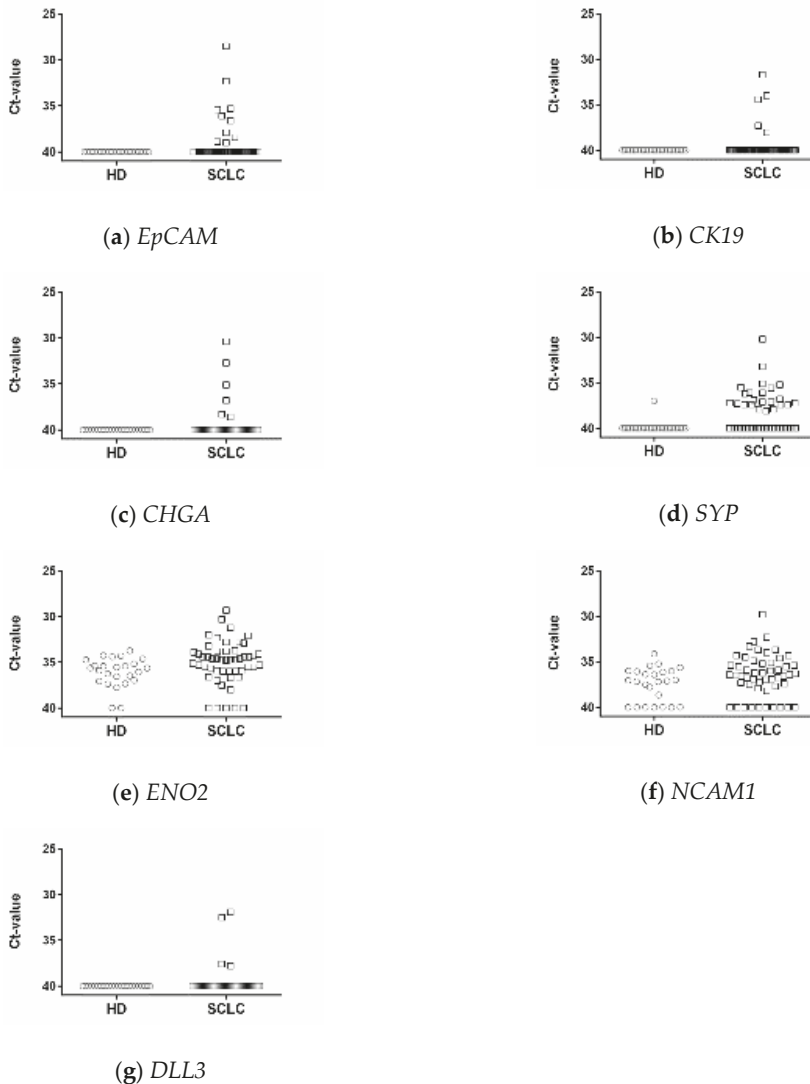 25
30
35
40
Ct-value
HD SCLC
(a) EpCAM
25
30
35
40
Ct-value
HD SCLC
(b) CK19
25
30
35
40
Ct-value
HD SCLC
(c) CHGA
25
30
35
40
Ct-value
HD SCLC
(d) SYP
25
30
35
40
Ct-value
HD SCLC
(e) ENO2
25
30
35
40
Ct-value
HD SCLC
(f) NCAM1
25
30
35
40
Ct-value
HD SCLC
(g) DLL3